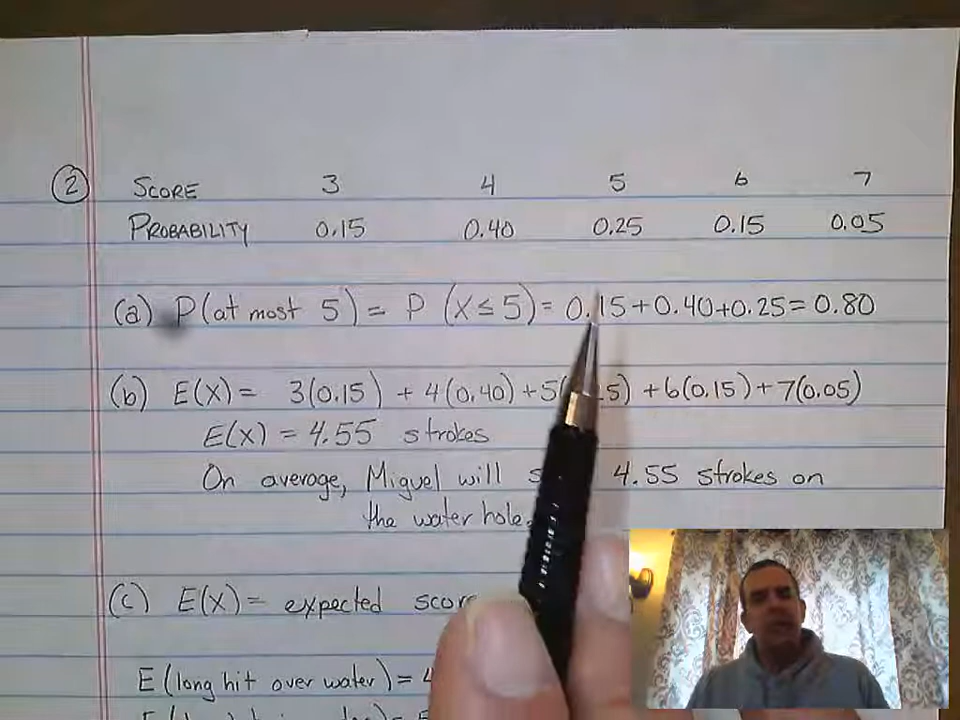 2 SCORE 3 4 5 6 7
PROBABILITY 0.15 0.40 0.25 0.15 0.05
(a) P(at most 5) = P (X ≤ 5) = 0.15+0.40+0.25=0.80
(b) E(X) = 3(0.15) + 4(0.40) +5( 5) +6(0.15)+7(0.05)
E(X) = 4.55 strokes
On average, Miguel will 4.55 strokes on
the water hole.
(c) E(X)= expected
E(long hit over water)= 4